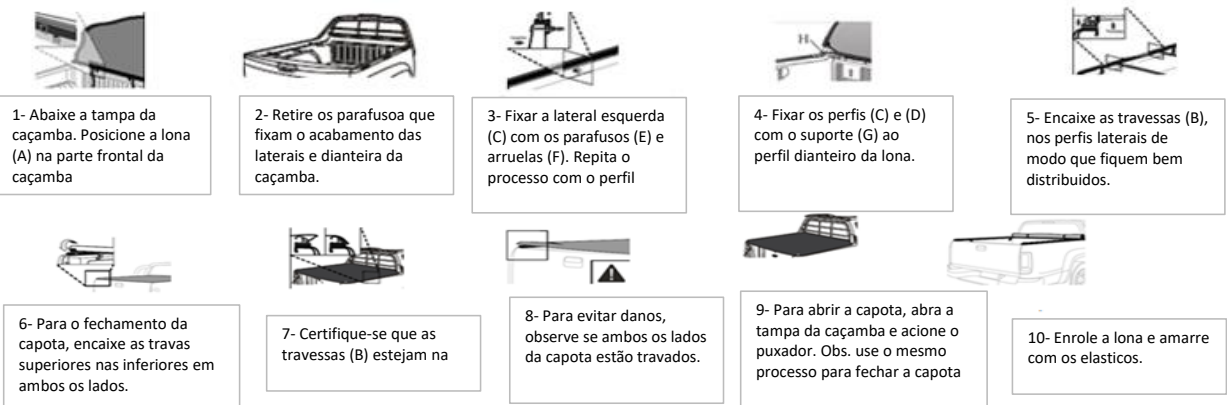 1- Abaixe a tampa da
caçamba. Posicione a lona
(A) na parte frontal da
caçamba
2- Retire os parafusoa que
fixam o acabamento das
laterais e dianteira da
caçamba.
3- Fixar a lateral esquerda
(C) com os parafusos (E) e
arruelas (F). Repita o
processo com o perfil
H
D
I
4- Fixar os perfis (C) e (D)
com o suporte (G) ao
perfil dianteiro da lona.
5- Encaixe as travessas (B),
nos perfis laterais de
modo que fiquem bem
distribuidos.
6- Para o fechamento da
capota, encaixe as travas
superiores nas inferiores em
ambos os lados.
7- Certifique-se que as
travessas (B) estejam na
8- Para evitar danos,
observe se ambos os lados
da capota estão travados.
9- Para abrir a capota, abra a
tampa da caçamba e acione o
puxador. Obs. use o mesmo
processo para fechar a capota
10- Enrole a lona e amarre
com os elasticos.